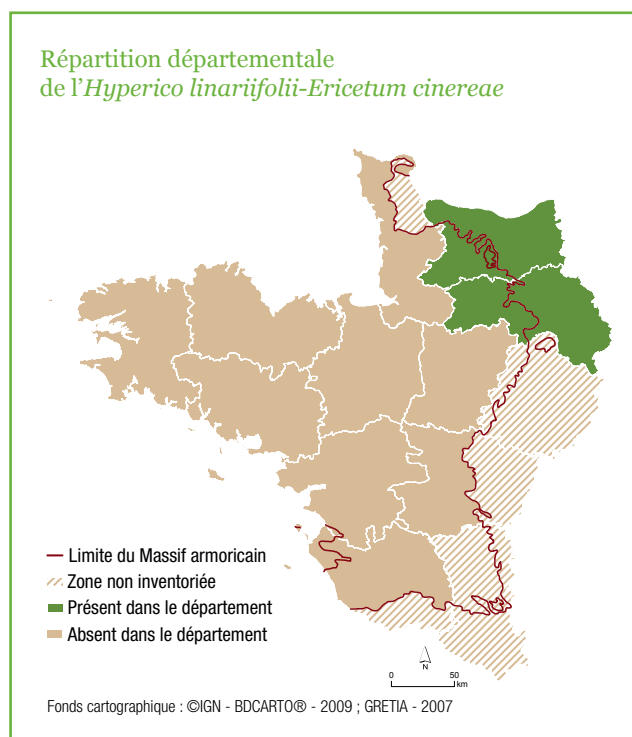 Répartition départementale
de l’Hyperico linariifolii-Ericetum cinereae
Limite du Massif armoricain
Zone non inventoriée
Présent dans le département
Absent dans le département
N
0 50
km
Fonds cartographique : ©IGN - BDCARTO® - 2009 ; GRETIA - 2007